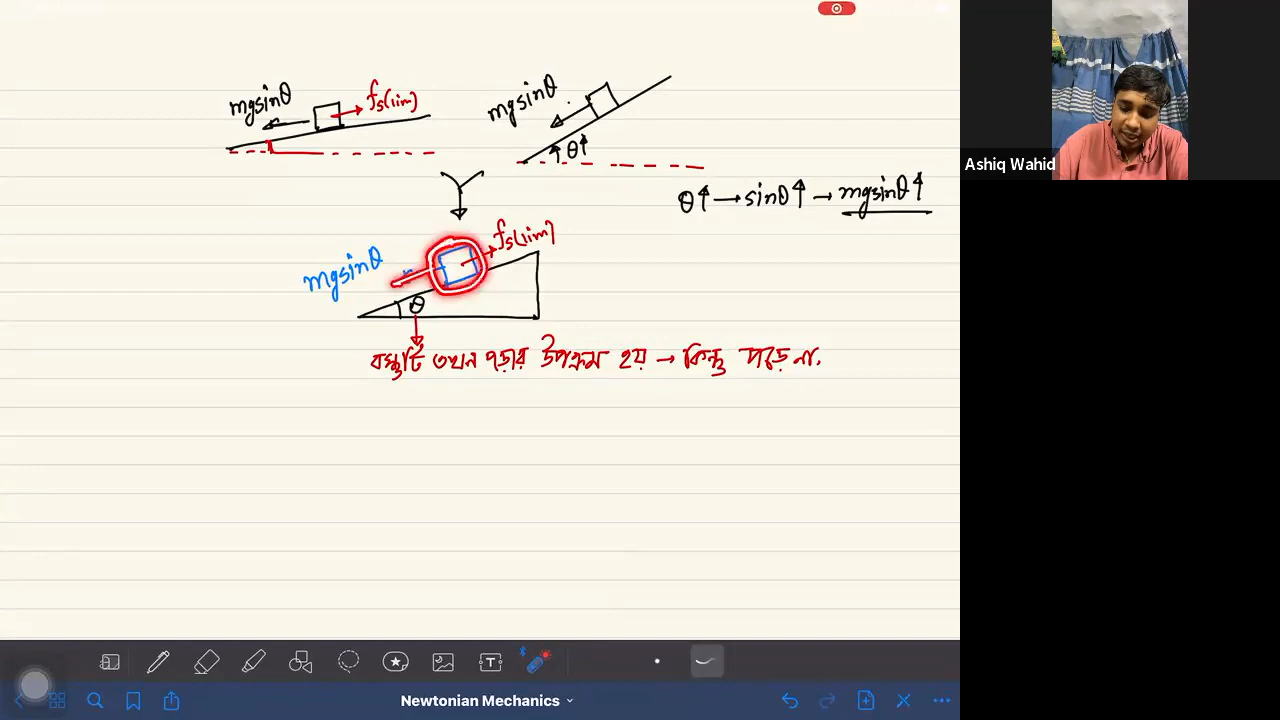 mgsinθ
fs(lim)
mgsinθ
θ↑
θ↑ → sinθ↑ → mgsinθ↑
fs(lim)
mgsinθ
θ
বস্তুটি তখন পড়ার উপক্রম হয় → কিন্তু পড়ে না.
Ashiq Wahid
T
Newtonian Mechanics